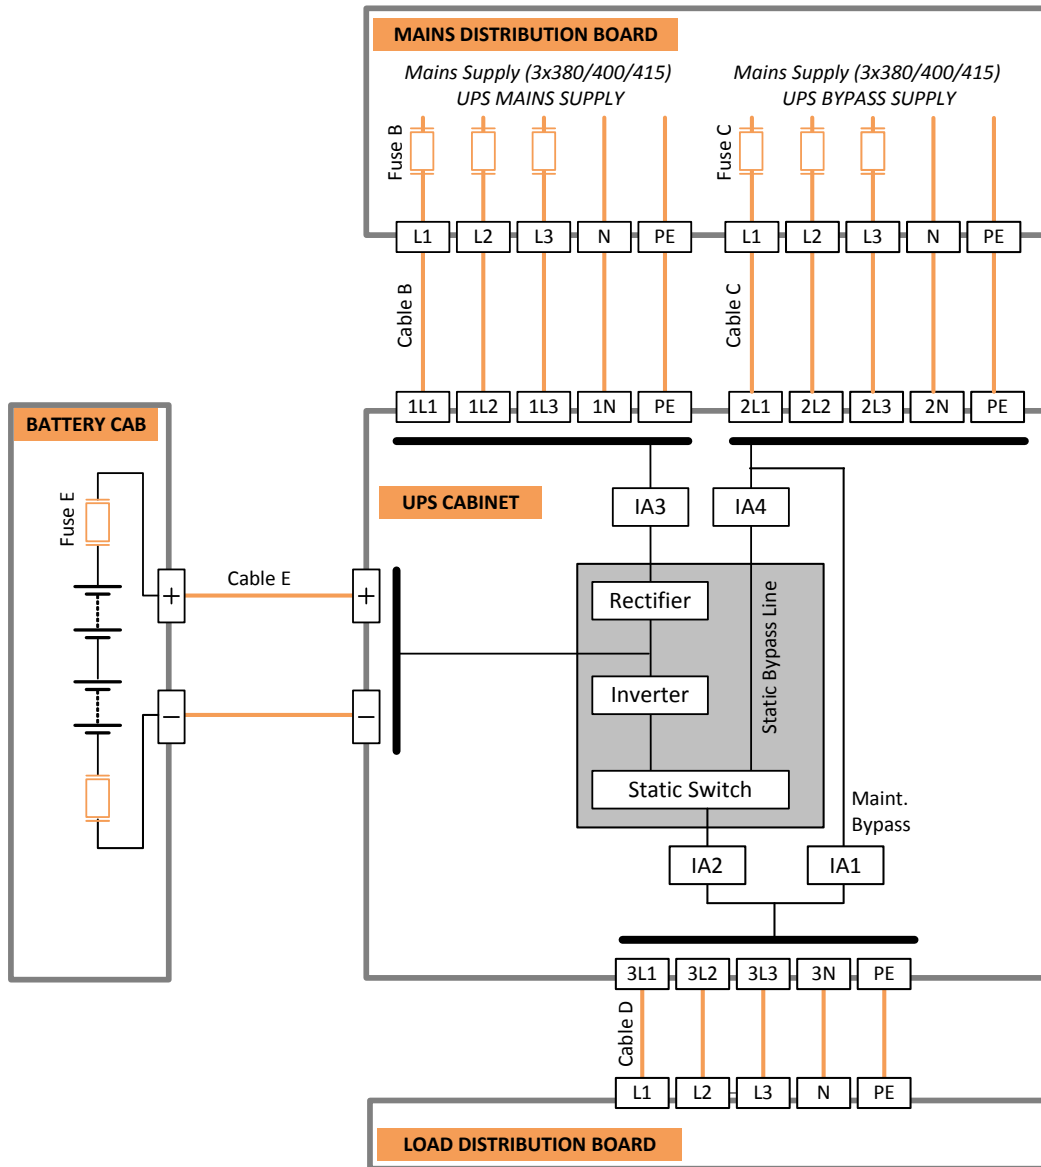 MAINS DISTRIBUTION BOARD
Mains Supply (3x380/400/415)
UPS MAINS SUPPLY
Mains Supply (3x380/400/415)
UPS BYPASS SUPPLY
Fuse B
Fuse C
L1 L2 L3 N PE
L1 L2 L3 N PE
Cable B
Cable C
1L1 1L2 1L3 1N PE
2L1 2L2 2L3 2N PE
BATTERY CAB
Fuse E
+
−
Cable E
UPS CABINET
+
−
IA3
IA4
Rectifier
Inverter
Static Bypass Line
Static Switch
Maint.
Bypass
IA2
IA1
3L1 3L2 3L3 3N PE
Cable D
L1 L2 L3 N PE
LOAD DISTRIBUTION BOARD